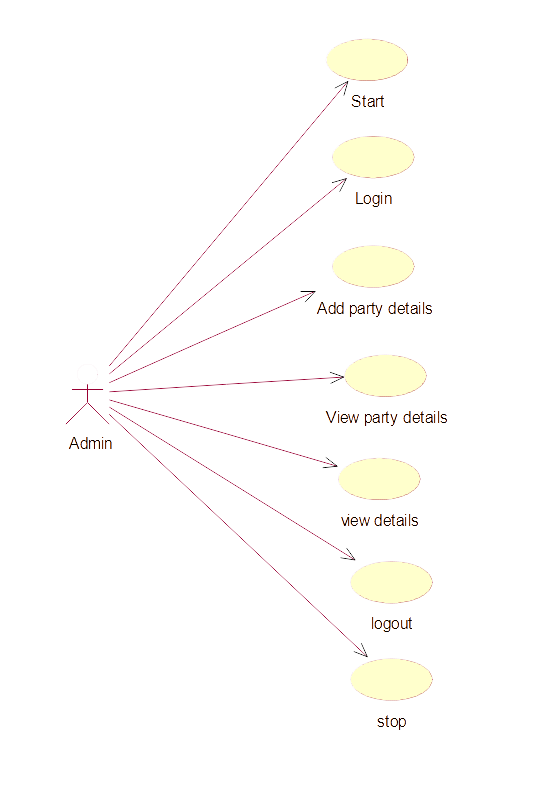 Start
Login
Add party details
View party details
Admin
view details
logout
stop